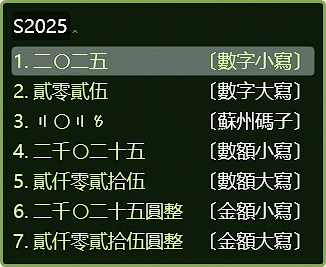 S2025‸
1. 二〇二五 〔數字小寫〕
2. 貳零貳伍 〔數字大寫〕
3. 〢〇〢〥 〔蘇州碼子〕
4. 二千〇二十五 〔數額小寫〕
5. 貳仟零貳拾伍 〔數額大寫〕
6. 二千〇二十五圓整 〔金額小寫〕
7. 貳仟零貳拾伍圓整 〔金額大寫〕